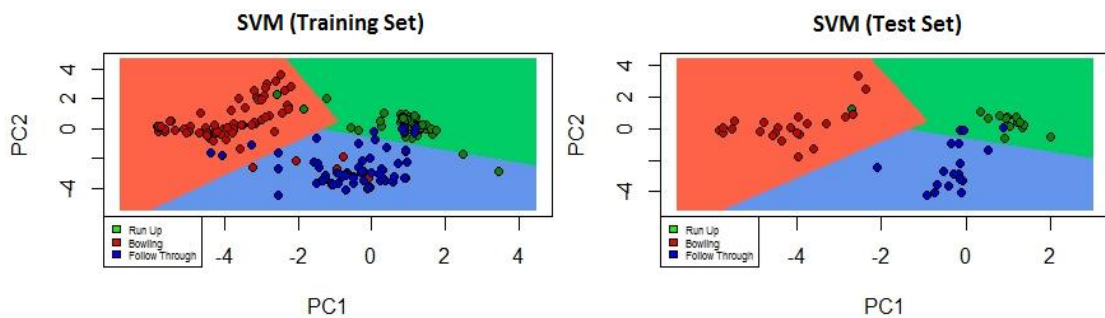 SVM (Training Set)
PC2
4
2
0
-4
Run Up
Bowling
Follow Through
-4
-2
0
2
4
PC1
SVM (Test Set)
PC2
4
2
0
-4
Run Up
Bowling
Follow Through
-4
-2
0
2
PC1